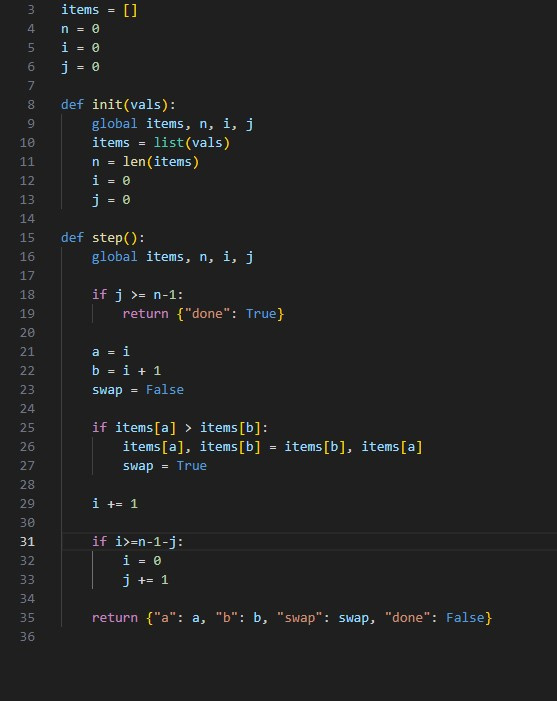 3 items = []
4 n = 0
5 i = 0
6 j = 0
7
8 def init(vals):
9     global items, n, i, j
10     items = list(vals)
11     n = len(items)
12     i = 0
13     j = 0
14
15 def step():
16     global items, n, i, j
17
18     if j >= n-1:
19         return {"done": True}
20
21     a = i
22     b = i + 1
23     swap = False
24
25     if items[a] > items[b]:
26         items[a], items[b] = items[b], items[a]
27         swap = True
28
29     i += 1
30
31     if i>=n-1-j:
32         i = 0
33         j += 1
34
35     return {"a": a, "b": b, "swap": swap, "done": False}
36